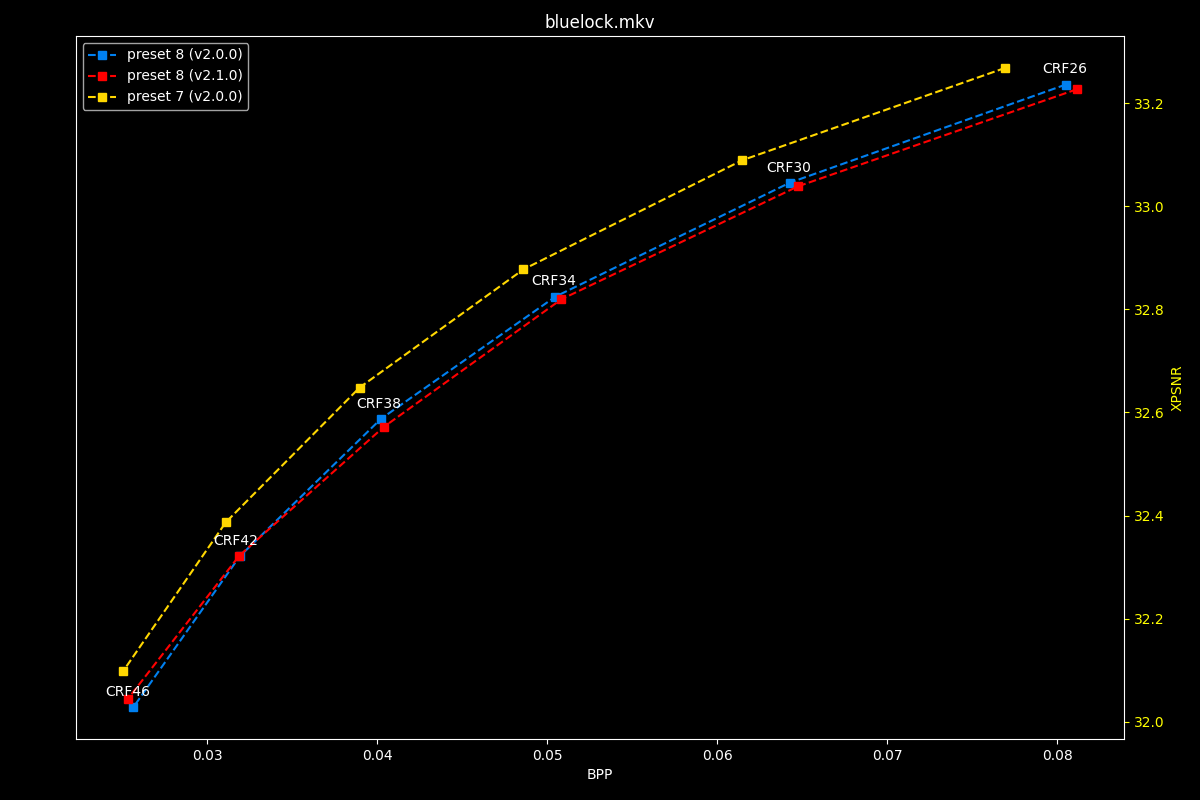 bluelock.mkv
preset 8 (v2.0.0)
preset 8 (v2.1.0)
preset 7 (v2.0.0)
CRF26
CRF30
CRF34
CRF38
CRF42
CRF46
33.2
33.0
32.8
32.6
32.4
32.2
32.0
XPSNR
0.03 0.04 0.05 0.06 0.07 0.08
BPP